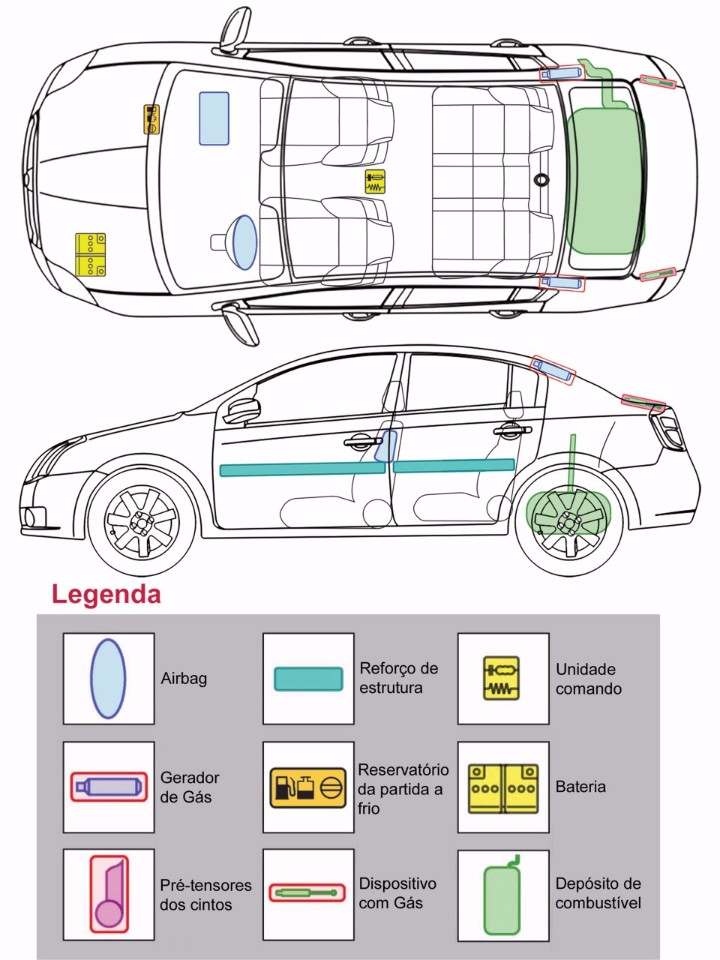 Legenda
Airbag
Reforço de
estrutura
Unidade
comando
Gerador
de Gás
Reservatório
da partida a
frio
Bateria
Pré-tensores
dos cintos
Dispositivo
com Gás
Depósito de
combustível